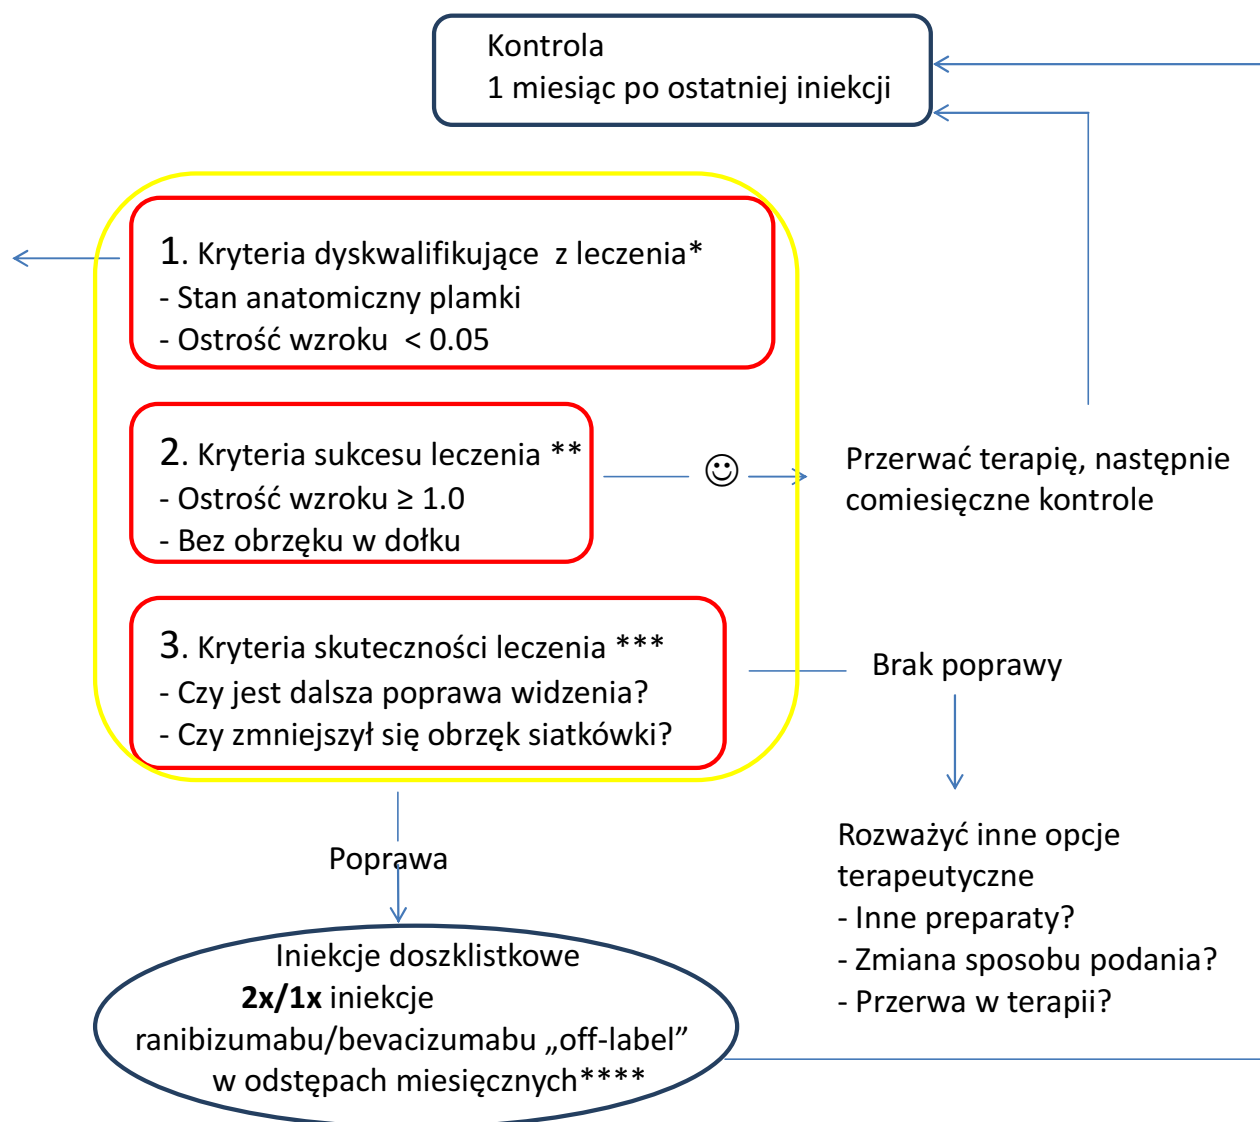 Kontrola
1 miesiąc po ostatniej iniekcji
1. Kryteria dyskwalifikujące z leczenia*
- Stan anatomiczny plamki
- Ostrość wzroku < 0.05
2. Kryteria sukcesu leczenia **
- Ostrość wzroku ≥ 1.0
- Bez obrzęku w dołku
Przerwać terapię, następnie
comiesięczne kontrole
3. Kryteria skuteczności leczenia ***
- Czy jest dalsza poprawa widzenia?
- Czy zmniejszył się obrzęk siatkówki?
Brak poprawy
Rozważyć inne opcje
terapeutyczne
- Inne preparaty?
- Zmiana sposobu podania?
- Przerwa w terapii?
Poprawa
Iniekcje doszklistkowe
2x/1x iniekcje
ranibizumabu/bevacizumabu „off-label”
w odstępach miesięcznych****